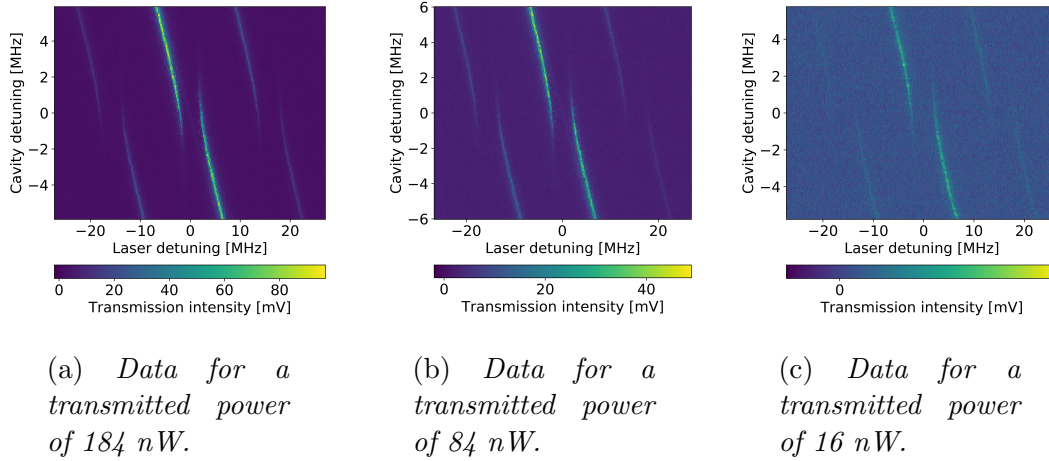 4
2
0
−2
−4
Cavity detuning [MHz]
−20 −10 0 10 20
Laser detuning [MHz]
0 20 40 60 80
Transmission intensity [mV]
(a) Data for a
transmitted power
of 184 nW.
6
4
2
0
−2
−4
−6
Cavity detuning [MHz]
−20 −10 0 10 20
Laser detuning [MHz]
0 20 40
Transmission intensity [mV]
(b) Data for a
transmitted power
of 84 nW.
4
2
0
−2
−4
Cavity detuning [MHz]
−20 −10 0 10 20
Laser detuning [MHz]
0
Transmission intensity [mV]
(c) Data for a
transmitted power
of 16 nW.